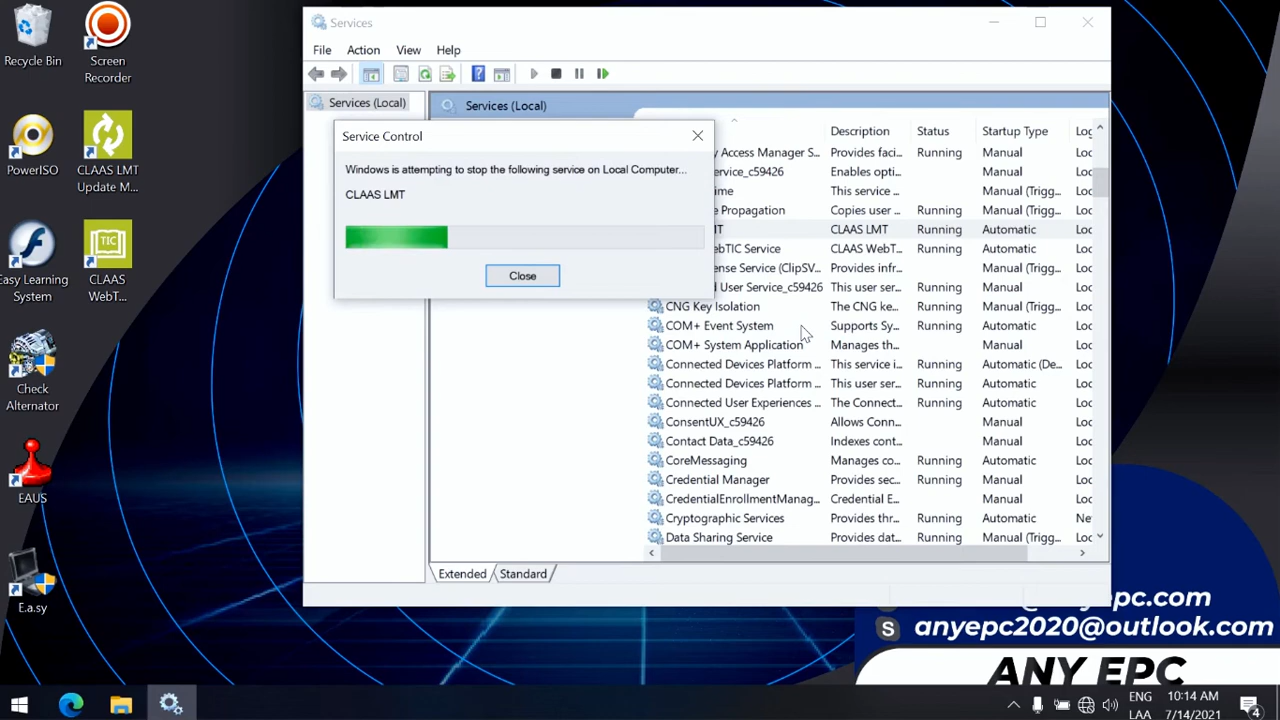 Recycle Bin
Screen
Recorder
PowerISO
CLAAS LMT
Update M...
Easy Learning
System
CLAAS
WebT...
TIC
Check
Alternator
EAUS
E.a.sy
Services
File Action View Help
Services (Local)
Services (Local)
Service Control
Windows is attempting to stop the following service on Local Computer...
CLAAS LMT
Close
Description Status Startup Type Log
y Access Manager S... Provides faci... Running Manual Loc
ervice_c59426 Enables opti... Manual Loc
ime This service ... Manual (Trigg... Loc
e Propagation Copies user ... Running Manual (Trigg... Loc
MT CLAAS LMT Running Automatic Loc
ebTIC Service CLAAS WebT... Running Automatic Loc
ense Service (ClipSV... Provides infr... Running Manual (Trigg... Loc
d User Service_c59426 This user ser... Running Manual Loc
CNG Key Isolation The CNG ke... Running Manual (Trigg... Loc
COM+ Event System Supports Sy... Running Automatic Loc
COM+ System Application Manages th... Manual Loc
Connected Devices Platform ... This service i... Running Automatic (De... Loc
Connected Devices Platform ... This user ser... Running Automatic Loc
Connected User Experiences ... The Connect... Running Automatic Loc
ConsentUX_c59426 Allows Conn... Manual Loc
Contact Data_c59426 Indexes cont... Manual Loc
CoreMessaging Manages co... Running Automatic Loc
Credential Manager Provides sec... Running Manual Loc
CredentialEnrollmentManag... Credential E... Manual Loc
Cryptographic Services Provides thr... Running Automatic Ne
Data Sharing Service Provides dat... Running Manual (Trigg... Loc
Extended Standard
@anyepc.com
anyepc2020@outlook.com
ANY EPC
ENG
LAA
10:14 AM
7/14/2021
4